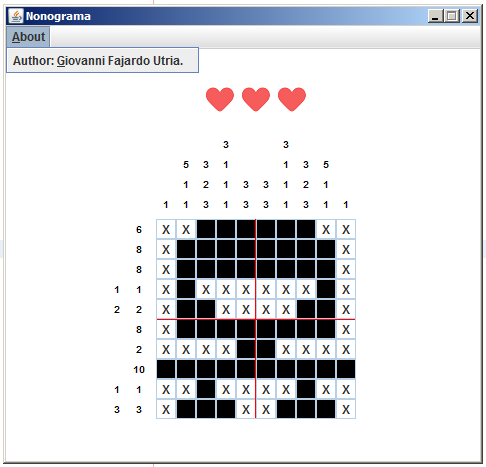 Nonograma
About
Author: Giovanni Fajardo Utria.
3 3
5 3 1 1 3 5
1 2 1 3 3 1 2 1
1 1 3 1 3 3 1 3 1 1
6 X X X X
8 X X
8 X X
1 1 X X X X X X X X
2 2 X X X X X X
8 X X
2 X X X X X X X X
10
1 1 X X X X X X X X
3 3 X X X X